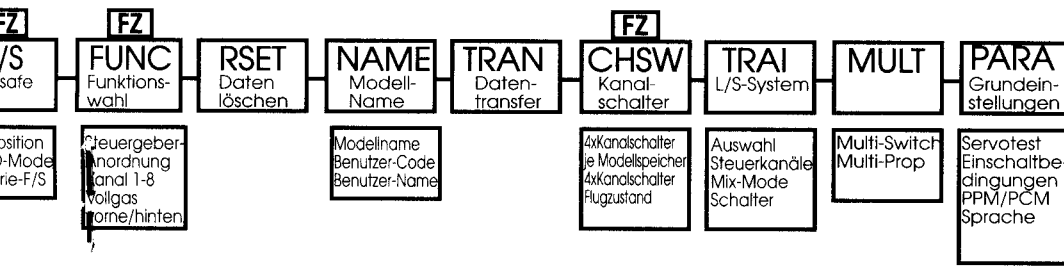 FZ
FZ
FZ
/S
safe
FUNC
Funktions-
wahl
RSET
Daten
löschen
NAME
Modell-
Name
TRAN
Daten-
transfer
CHSW
Kanal-
schalter
TRAI
L/S-System
MULT
PARA
Grundein-
stellungen
osition
-Mode
rie-F/S
Steuergeber-
Anordnung
Kanal 1-8
Vollgas
vorne/hinten
Modellname
Benutzer-Code
Benutzer-Name
4xKanalschalter
je Modellspeicher
4xKanalschalter
Flugzustand
Auswahl
Steuerkanäle
Mix-Mode
Schalter
Multi-Switch
Multi-Prop
Servotest
Einschaltbe-
dingungen
PPM/PCM
Sprache